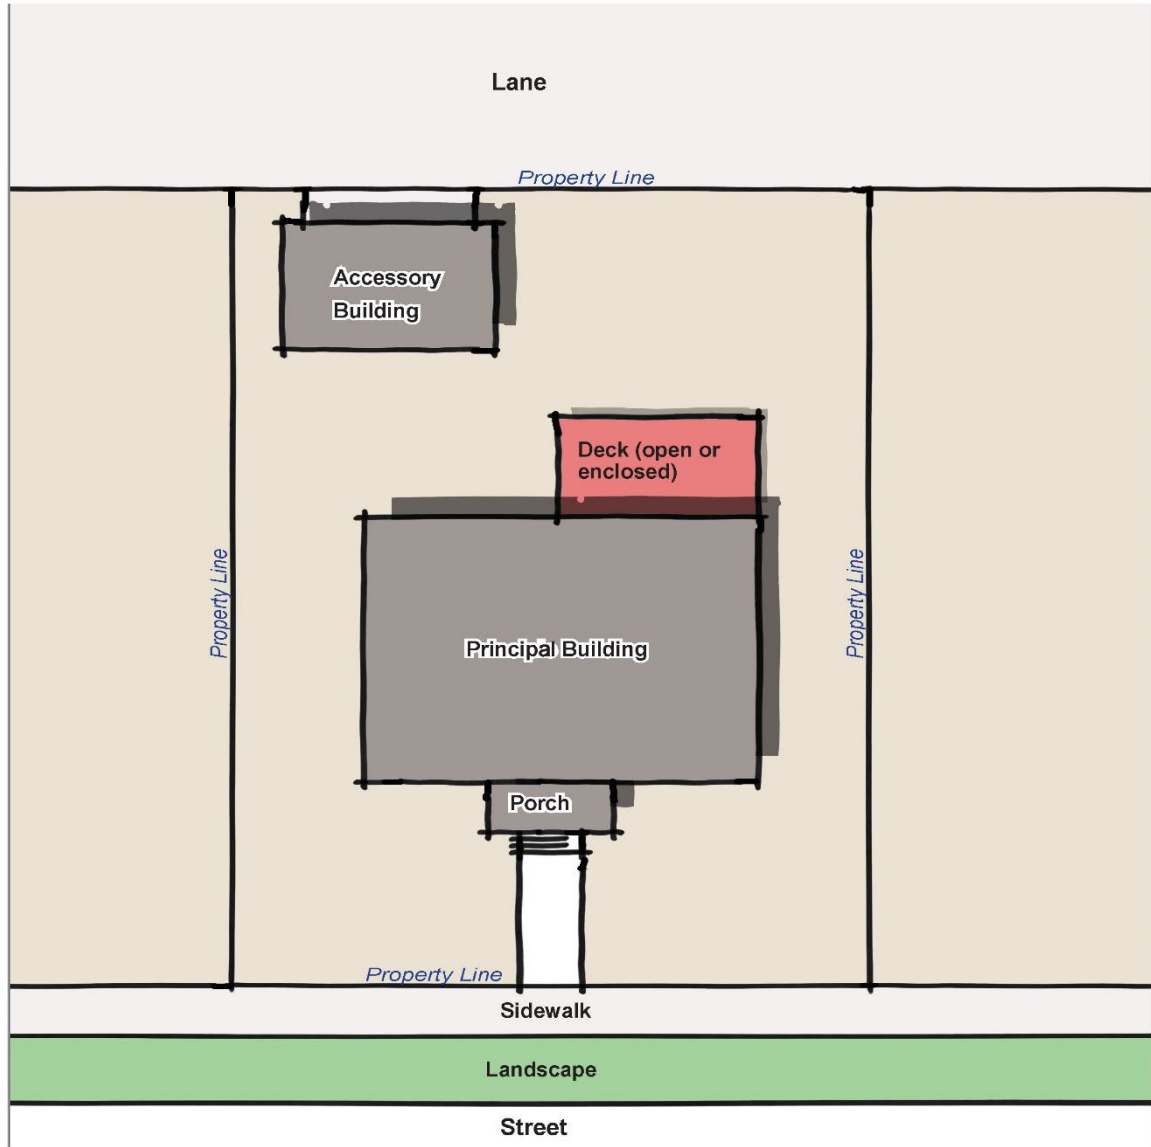 Lane
Property Line
Accessory
Building
Deck (open or
enclosed)
Property Line
Property Line
Principal Building
Porch
Property Line
Sidewalk
Landscape
Street